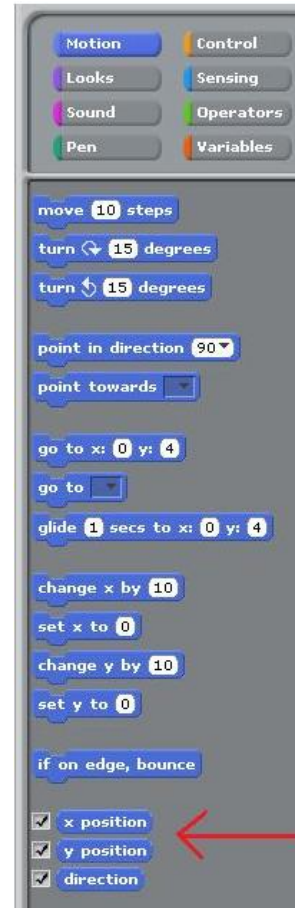 Motion Control
Looks Sensing
Sound Operators
Pen Variables
move 10 steps
turn 15 degrees
turn 15 degrees
point in direction 90
point towards
go to x: 0 y: 4
go to
glide 1 secs to x: 0 y: 4
change x by 10
set x to 0
change y by 10
set y to 0
if on edge, bounce
x position
y position
direction